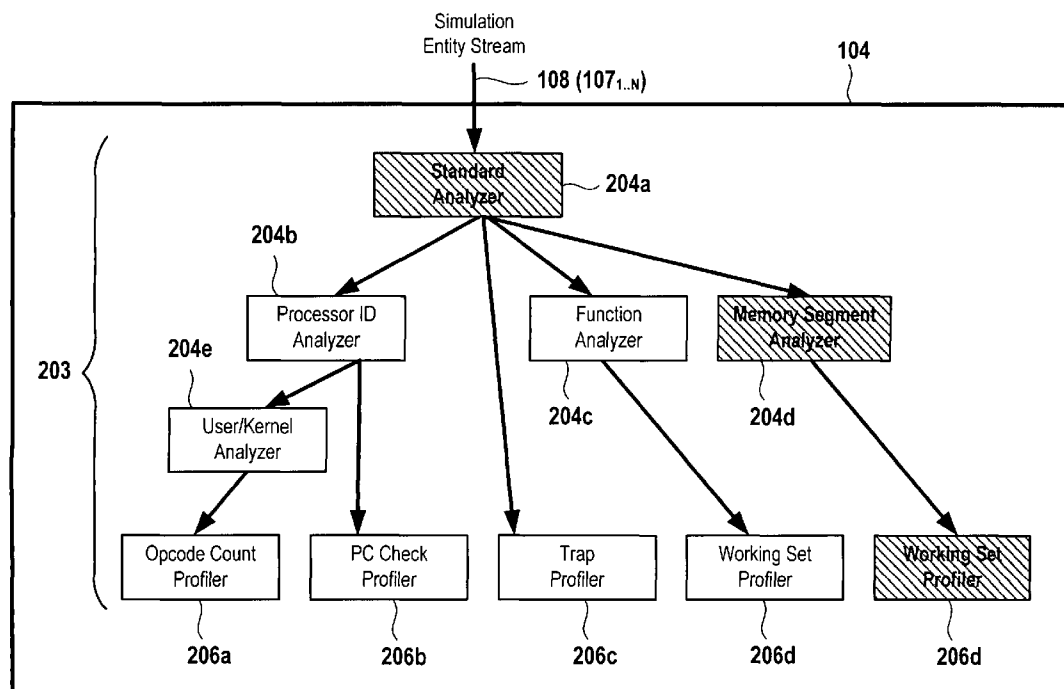 Simulation
Entity Stream
104
108 (107₁..N)
Standard
Analyzer
204a
204b
Processor ID
Analyzer
Function
Analyzer
Memory Segment
Analyzer
203
204e
204c
204d
User/Kernel
Analyzer
Opcode Count
Profiler
PC Check
Profiler
Trap
Profiler
Working Set
Profiler
Working Set
Profiler
206a
206b
206c
206d
206d